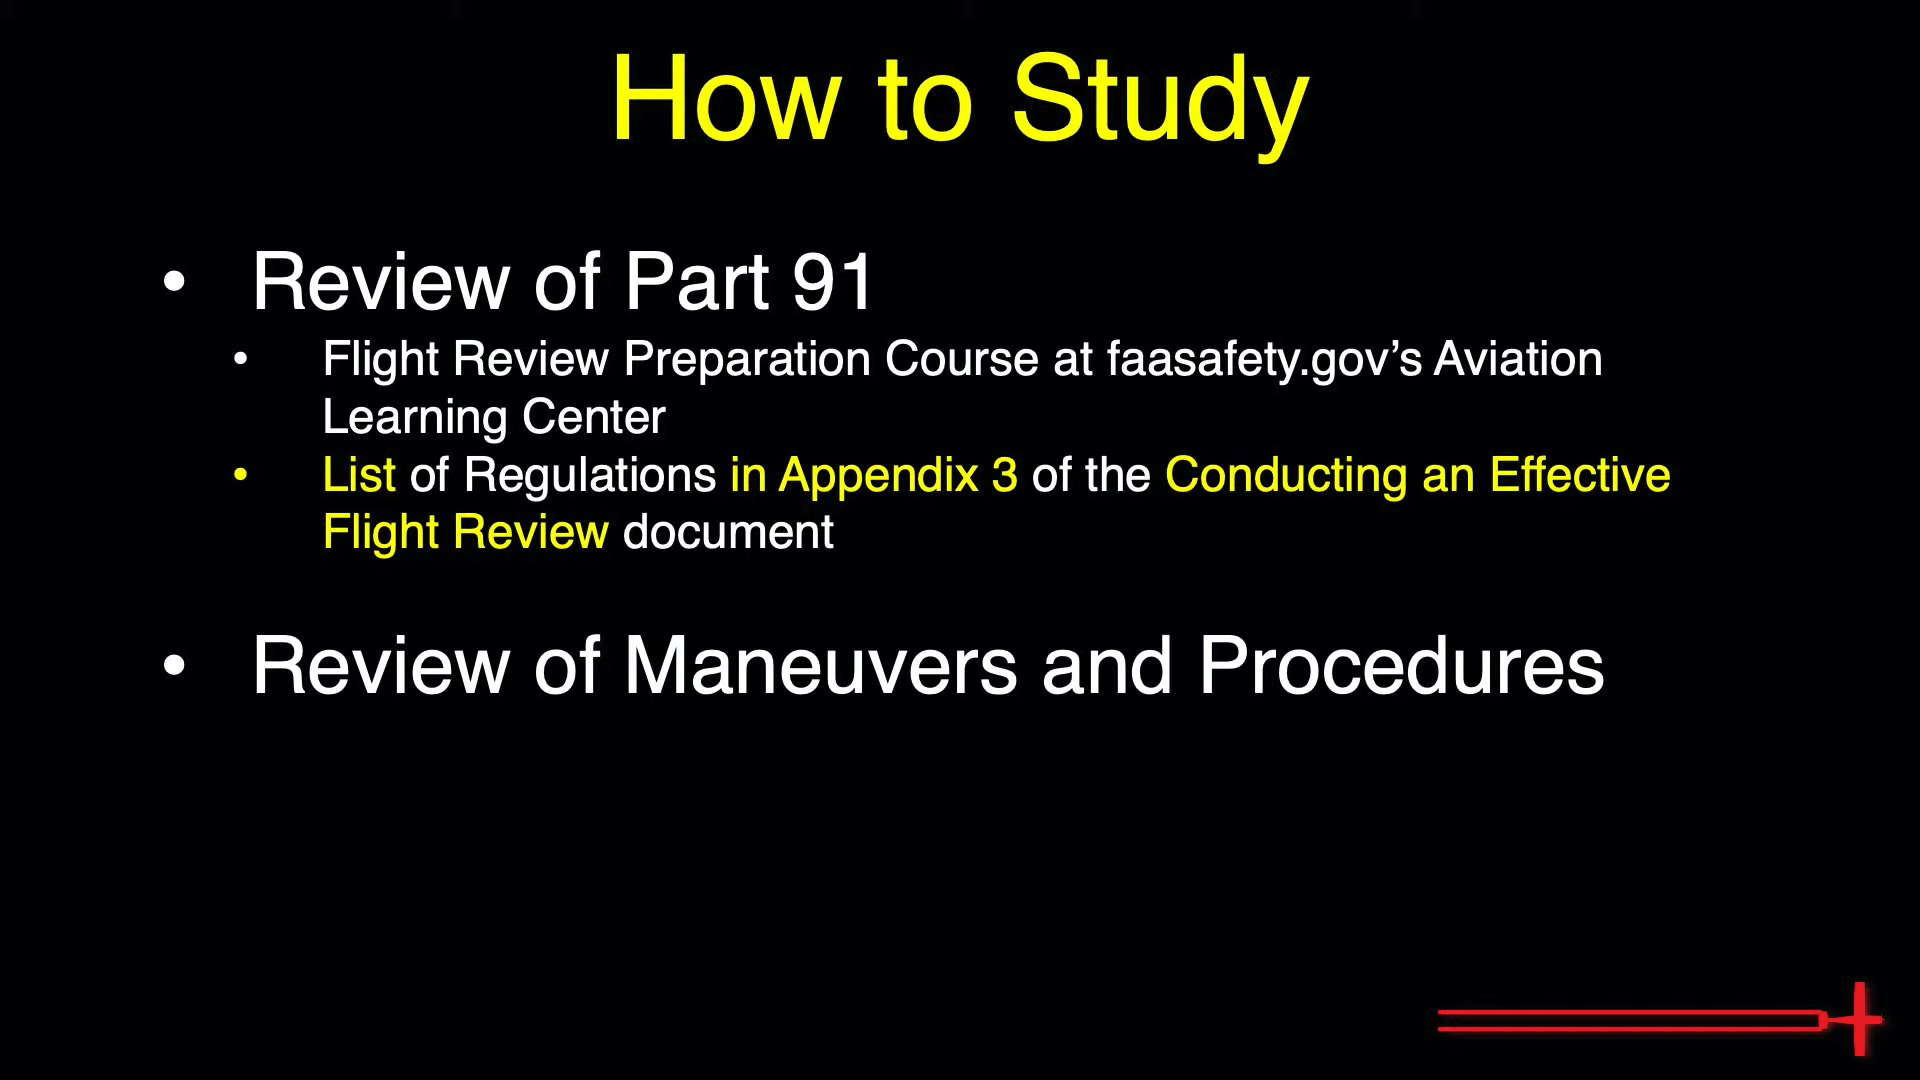 How to Study
• Review of Part 91
• Flight Review Preparation Course at faasafety.gov’s Aviation
Learning Center
• List of Regulations in Appendix 3 of the Conducting an Effective
Flight Review document
• Review of Maneuvers and Procedures